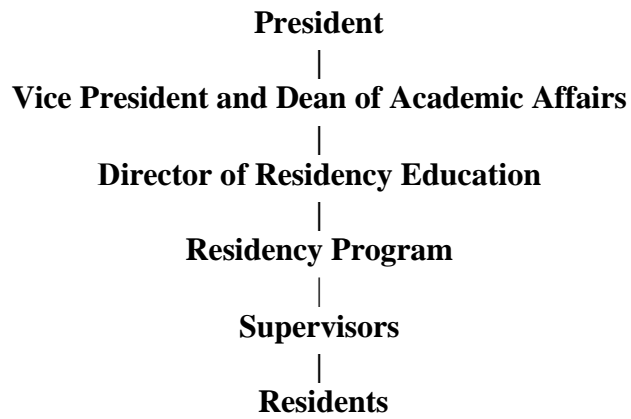 President
Vice President and Dean of Academic Affairs
Director of Residency Education
Residency Program
Supervisors
Residents